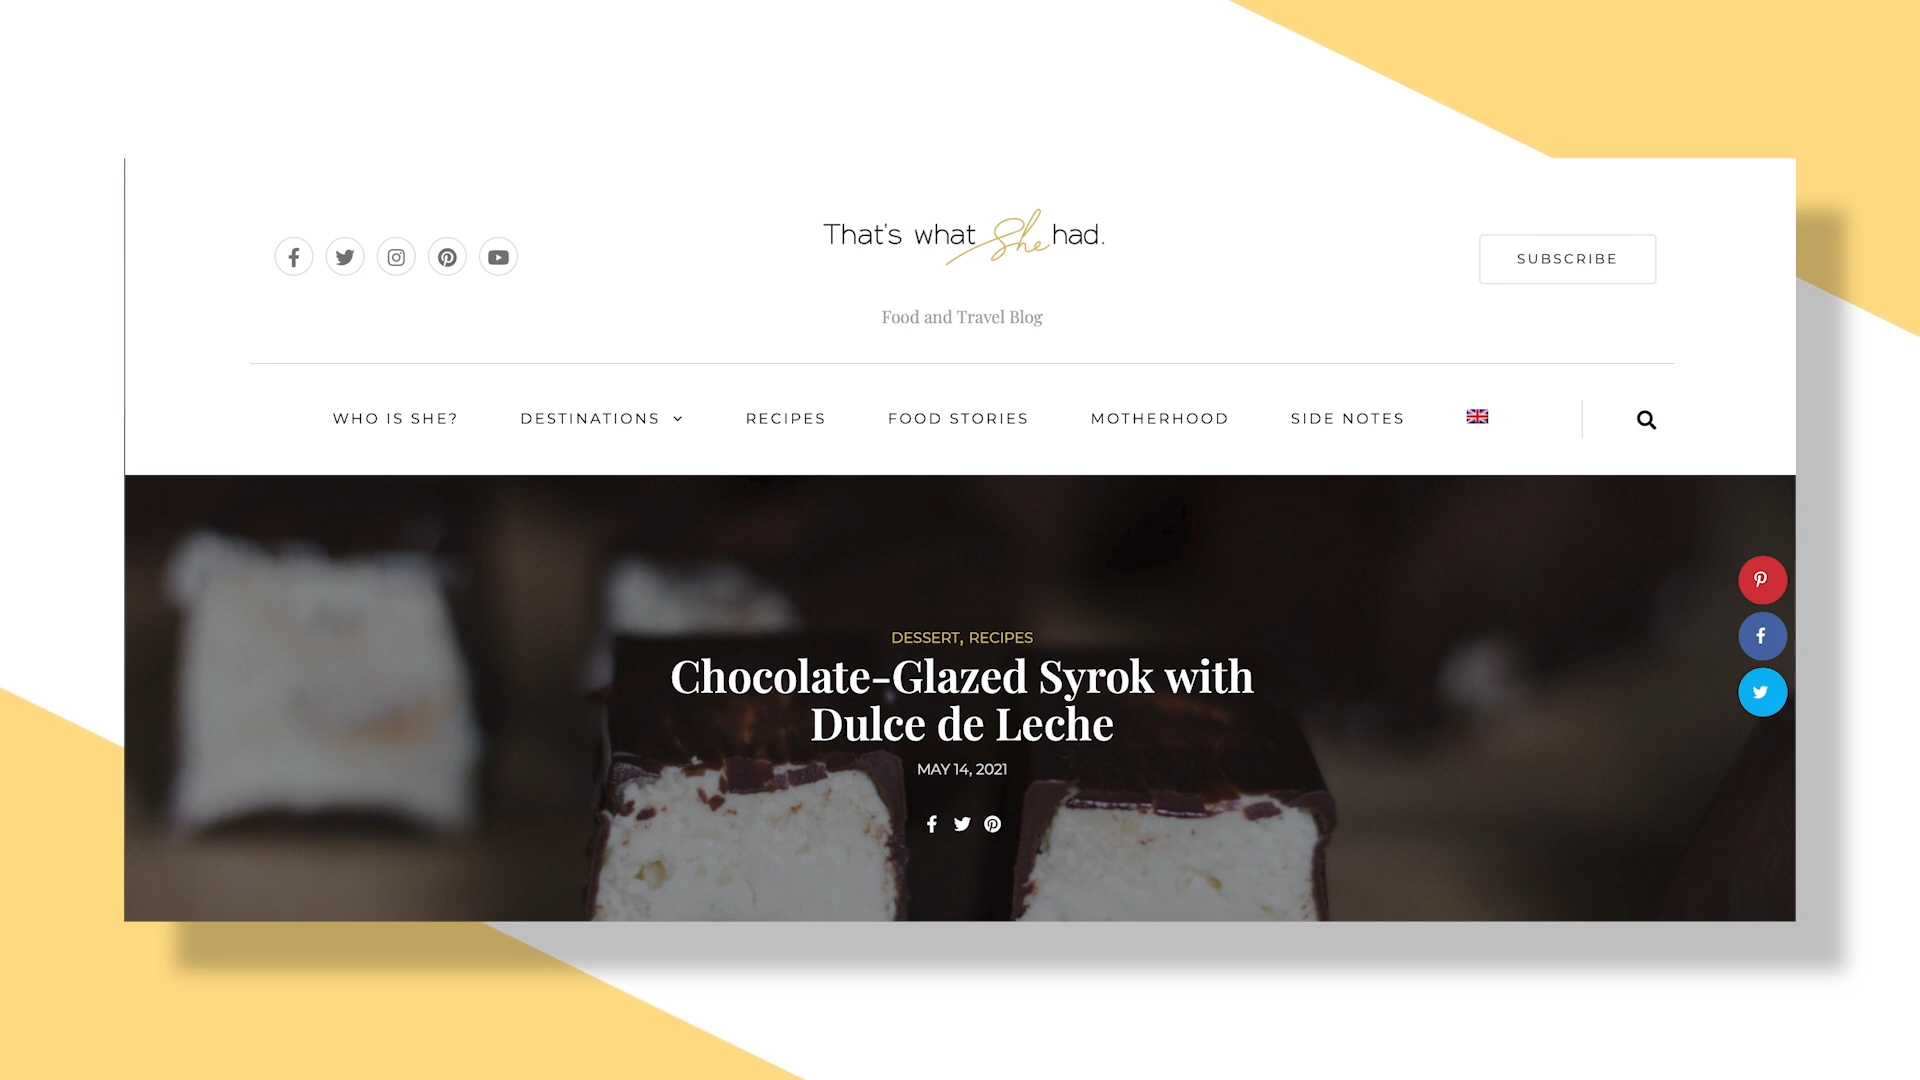 That's what She had.
SUBSCRIBE
Food and Travel Blog
WHO IS SHE? DESTINATIONS RECIPES FOOD STORIES MOTHERHOOD SIDE NOTES
DESSERT, RECIPES
Chocolate-Glazed Syrok with
Dulce de Leche
MAY 14, 2021